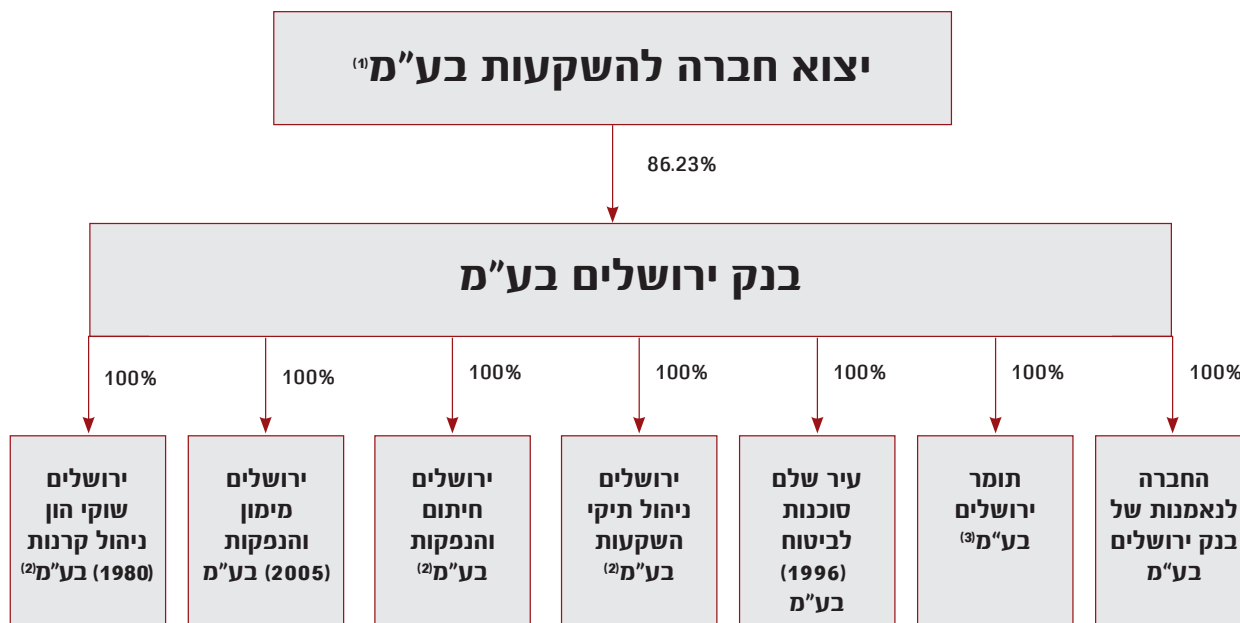 יצוא חברה להשקעות בע"מ(1)
86.23%
בנק ירושלים בע"מ
100%
100%
100%
100%
100%
100%
100%
החברה
לנאמנות של
בנק ירושלים
בע"מ
תומר
ירושלים
בע"מ(3)
עיר שלם
סוכנות
לביטוח
(1996)
בע"מ
ירושלים
ניהול תיקי
השקעות
בע"מ(2)
ירושלים
חיתום
והנפקות
בע"מ(2)
ירושלים
מימון
והנפקות
(2005) בע"מ
ירושלים
שוקי הון
ניהול קרנות
(1980) בע"מ(2)